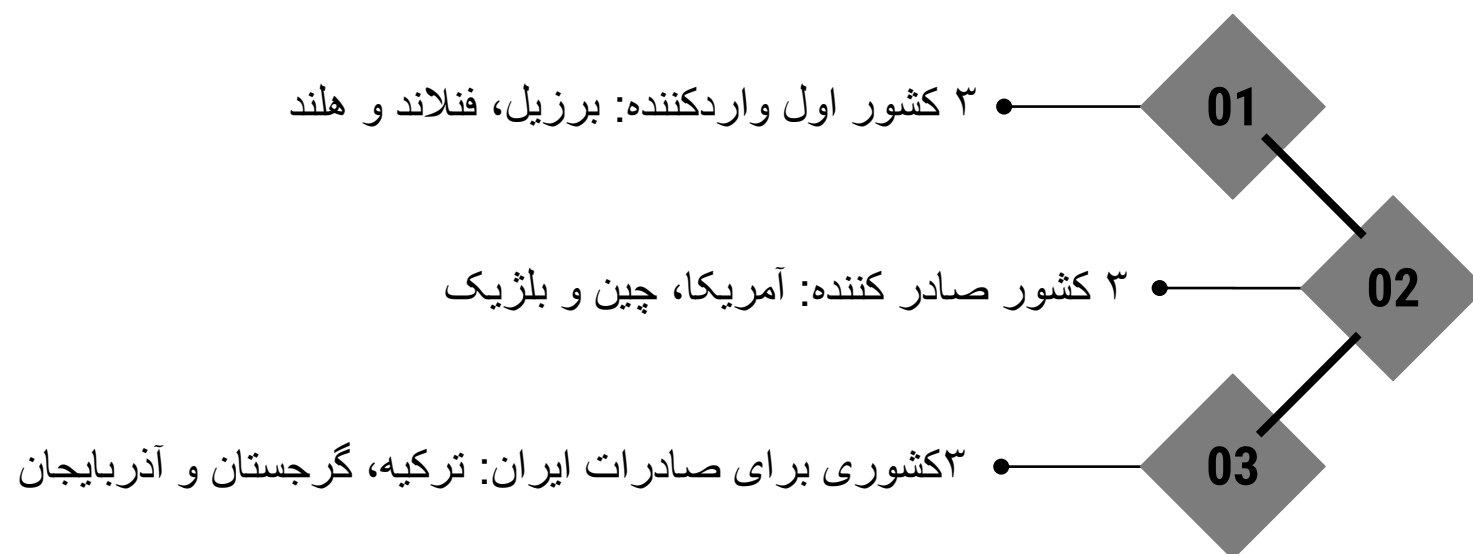 01
۳ کشور اول واردکننده: برزیل، فنلاند و هلند
02
۳ کشور صادر کننده: آمریکا، چین و بلژیک
03
۳کشوری برای صادرات ایران: ترکیه، گرجستان و آذربایجان